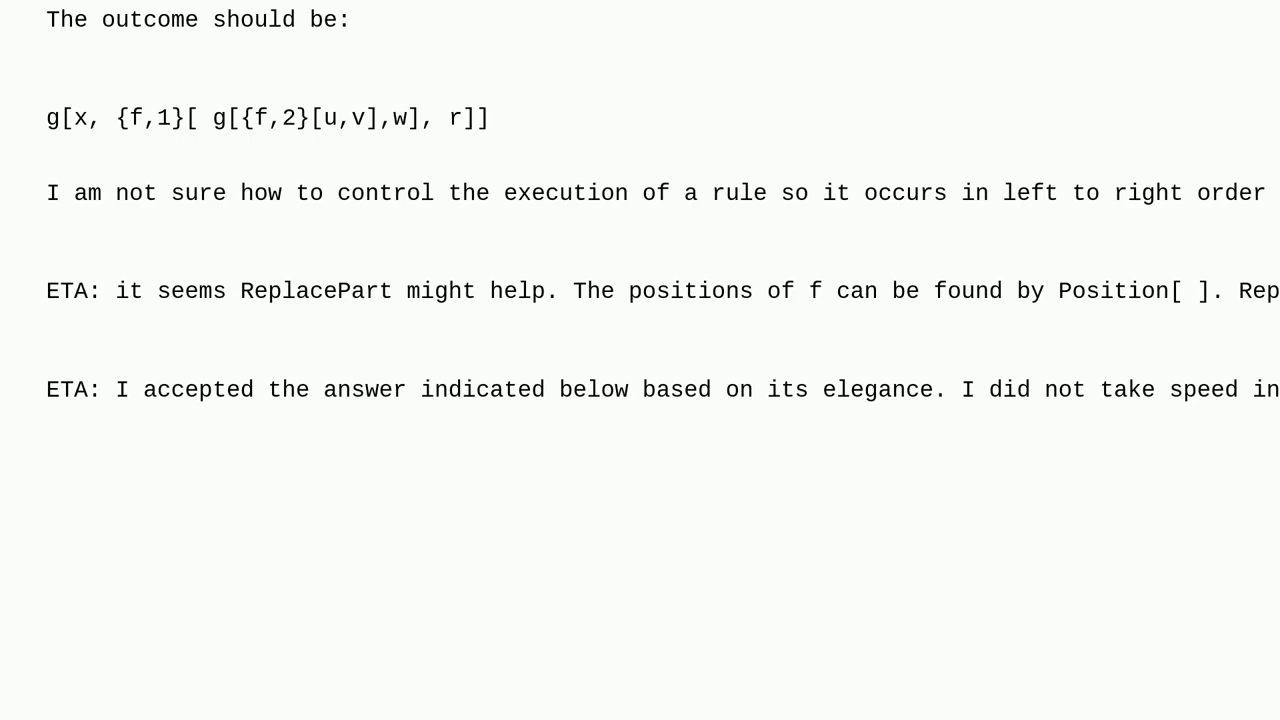 The outcome should be:
g[x, {f,1}[ g[{f,2}[u,v],w], r]]
I am not sure how to control the execution of a rule so it occurs in left to right order
ETA: it seems ReplacePart might help. The positions of f can be found by Position[ ]. Rep
ETA: I accepted the answer indicated below based on its elegance. I did not take speed in